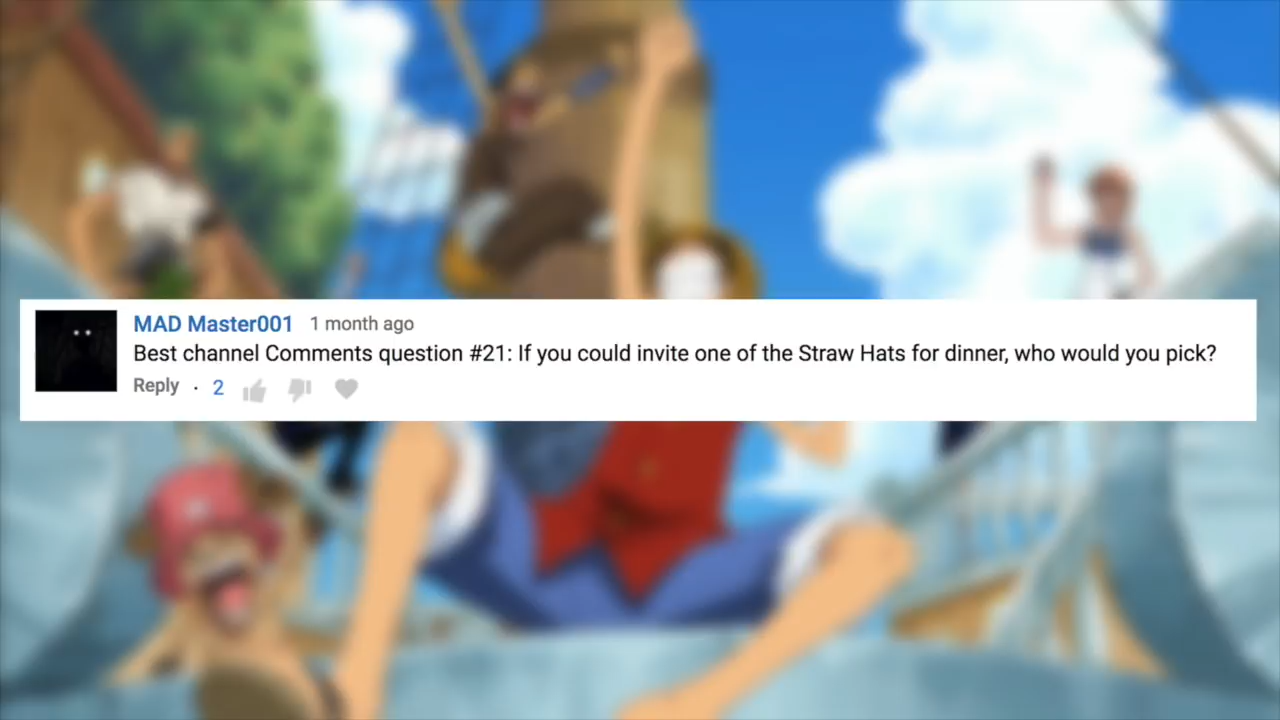 MAD Master001 1 month ago
Best channel Comments question #21: If you could invite one of the Straw Hats for dinner, who would you pick?
Reply · 2